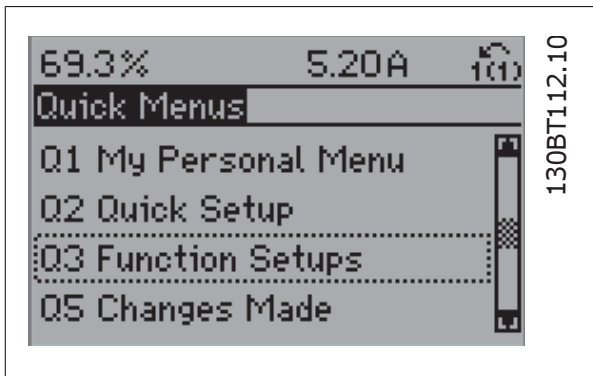 69.3% 5.20A 1(1)
Quick Menus
Q1 My Personal Menu
Q2 Quick Setup
Q3 Function Setups
Q5 Changes Made
130BT112.10